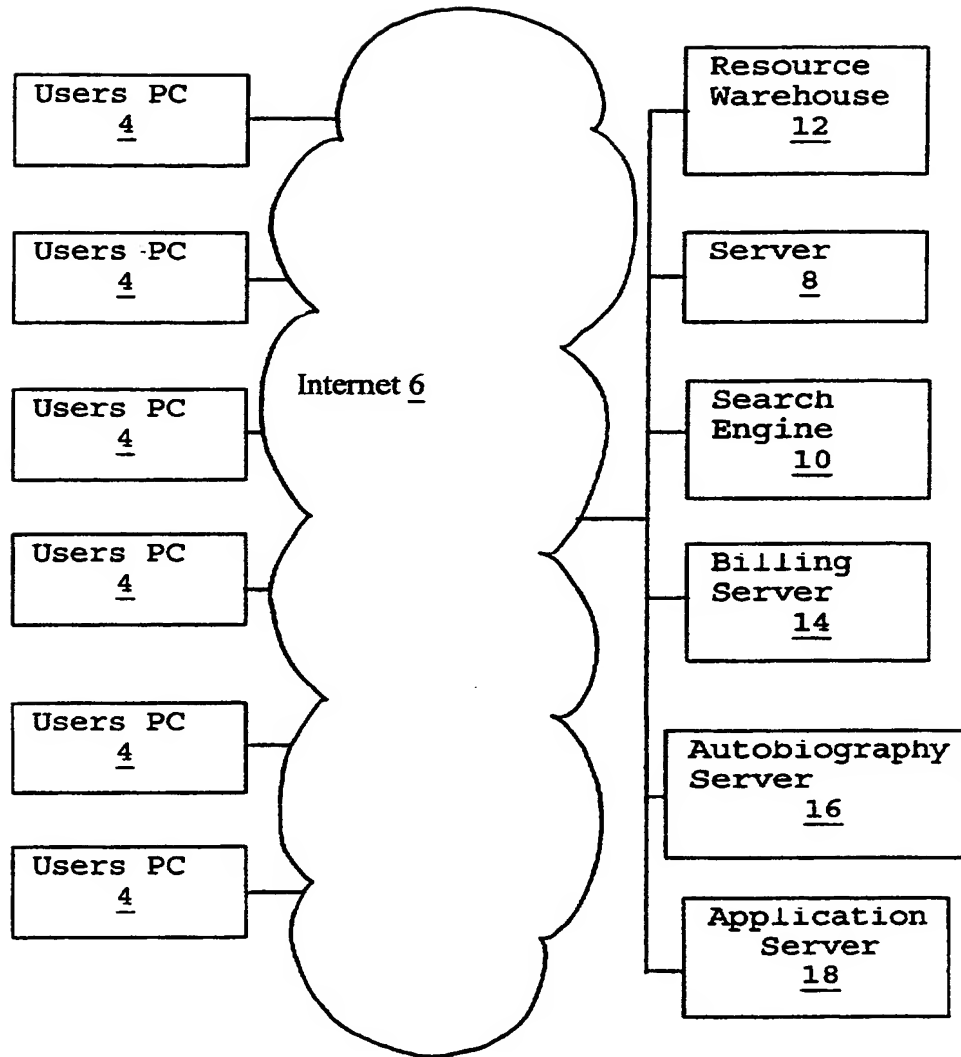 Users PC
4
Users PC
4
Users PC
4
Users PC
4
Users PC
4
Users PC
4
Internet 6
Resource
Warehouse
12
Server
8
Search
Engine
10
Billing
Server
14
Autobiography
Server
16
Application
Server
18